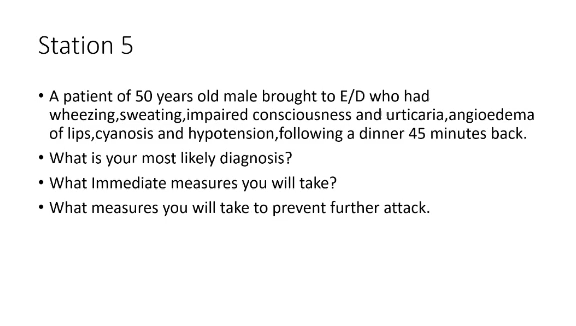 Station 5
• A patient of 50 years old male brought to E/D who had
wheezing,sweating,impaired consciousness and urticaria,angioedema
of lips,cyanosis and hypotension,following a dinner 45 minutes back.
• What is your most likely diagnosis?
• What Immediate measures you will take?
• What measures you will take to prevent further attack.